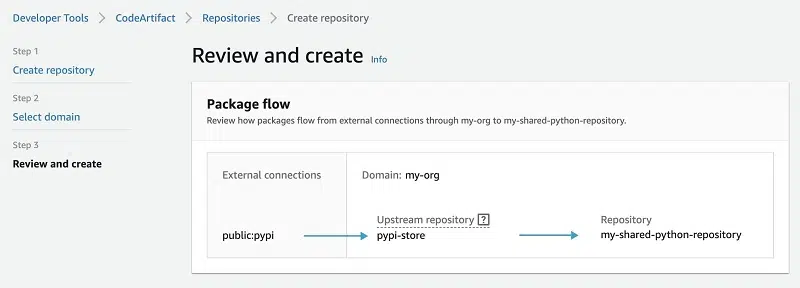 Developer Tools > CodeArtifact > Repositories > Create repository
Step 1
Create repository
Step 2
Select domain
Step 3
Review and create
Review and create Info
Package flow
Review how packages flow from external connections through my-org to my-shared-python-repository.
External connections
Domain: my-org
Upstream repository [?]
Repository
public:pypi
pypi-store
my-shared-python-repository